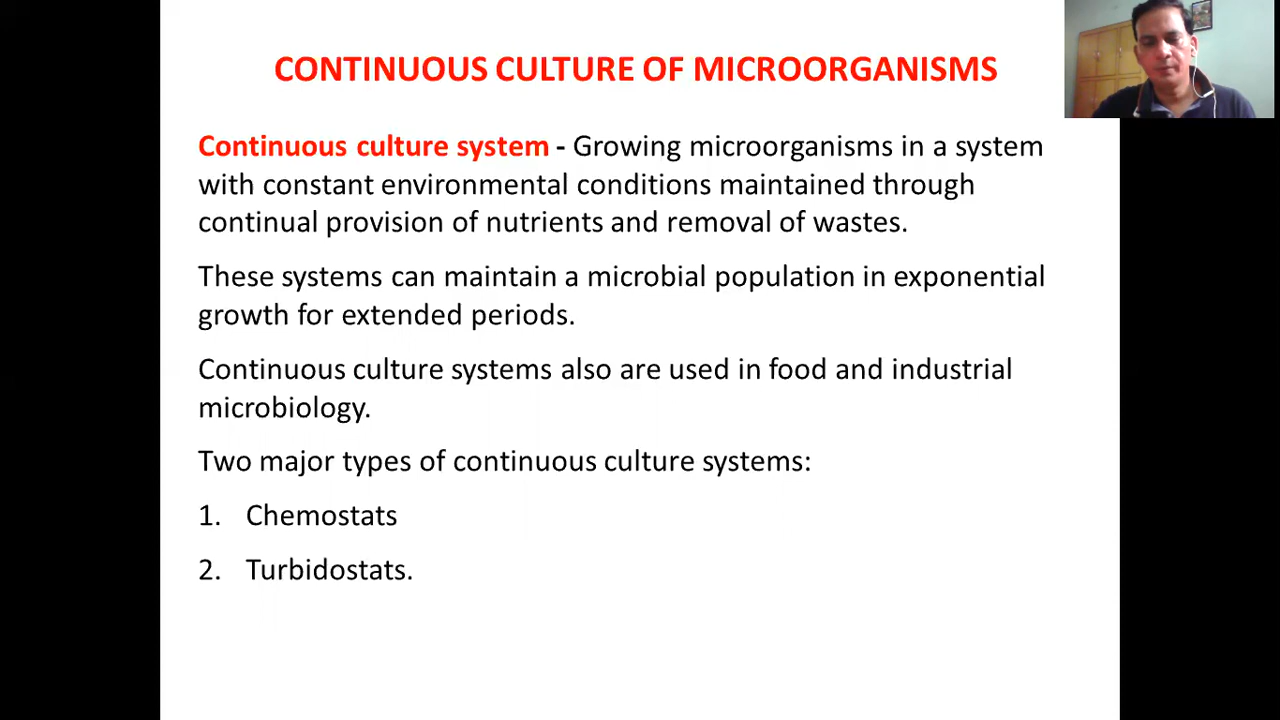 CONTINUOUS CULTURE OF MICROORGANISMS
Continuous culture system - Growing microorganisms in a system
with constant environmental conditions maintained through
continual provision of nutrients and removal of wastes.
These systems can maintain a microbial population in exponential
growth for extended periods.
Continuous culture systems also are used in food and industrial
microbiology.
Two major types of continuous culture systems:
1. Chemostats
2. Turbidostats.